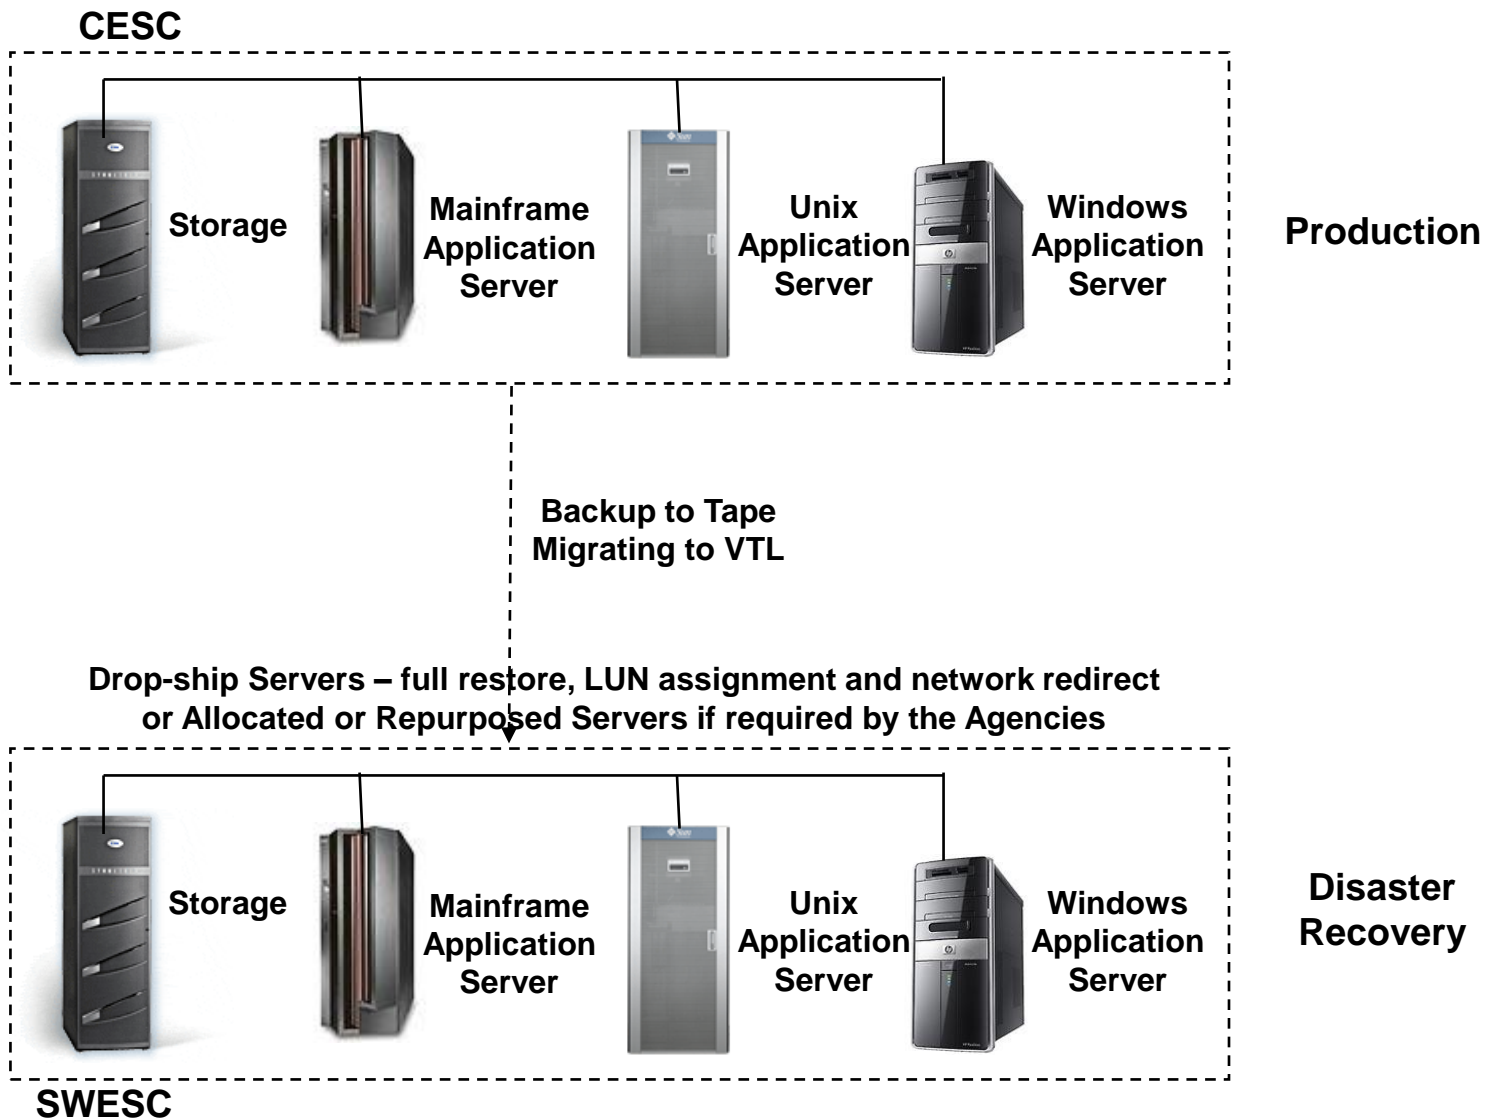 CESC
Storage
Mainframe
Application
Server
Unix
Application
Server
Windows
Application
Server
Production
Backup to Tape
Migrating to VTL
Drop-ship Servers – full restore, LUN assignment and network redirect
or Allocated or Repurposed Servers if required by the Agencies
Storage
Mainframe
Application
Server
Unix
Application
Server
Windows
Application
Server
Disaster
Recovery
SWESC